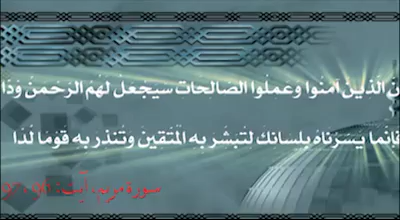 ن الذين آمنوا وعملوا الصالحات سيجعل لهم الرحمن ودا
فإنما يسرناه بلسانك لتبشر به المتقين وتنذر به قوما لدا
سورة مريم، آيت: